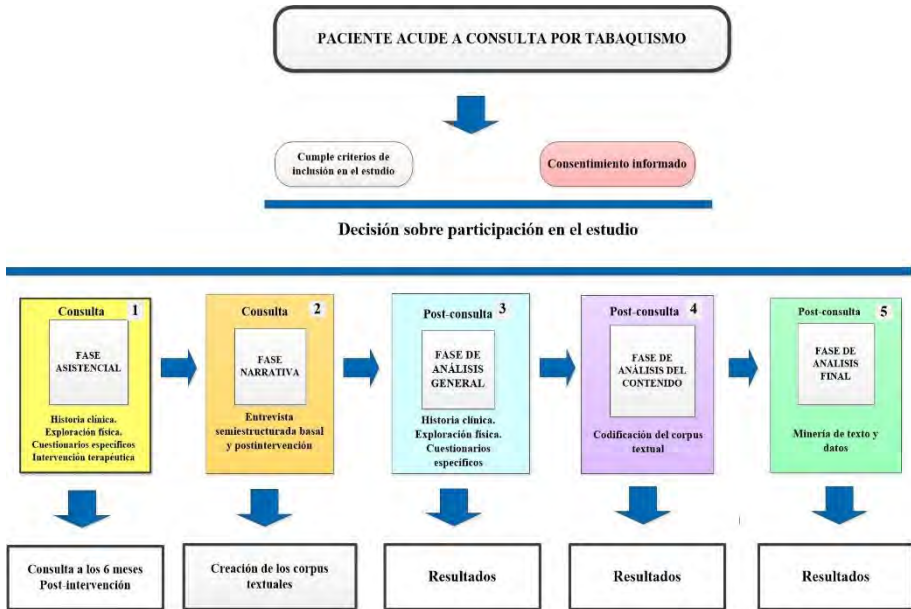 PACIENTE ACUDE A CONSULTA POR TABAQUISMO
Cumple criterios de
inclusión en el estudio
Consentimiento informado
Decisión sobre participación en el estudio
Consulta 1
FASE
ASISTENCIAL
Historia clínica.
Exploración física.
Cuestionarios específicos
Intervención terapéutica
Consulta 2
FASE
NARRATIVA
Entrevista
semiestructurada basal
y postintervención
Post-consulta 3
FASE DE
ANÁLISIS
GENERAL
Historia clínica.
Exploración física.
Cuestionarios
específicos
Post-consulta 4
FASE DE
ANÁLISIS DEL
CONTENIDO
Codificación del corpus
textual
Post-consulta 5
FASE DE
ANALISIS
FINAL
Minería de texto y
datos
Consulta a los 6 meses
Post-intervención
Creación de los corpus
textuales
Resultados
Resultados
Resultados